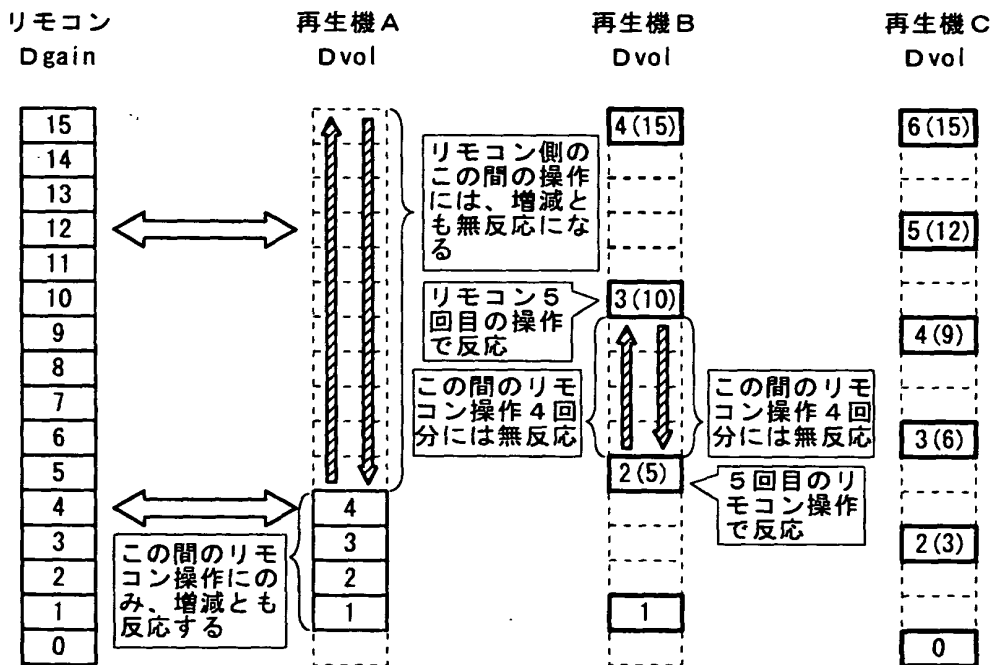 リモコン
Dgain
再生機A
Dvol
再生機B
Dvol
再生機C
Dvol
15
14
13
12
11
10
9
8
7
6
5
4
3
2
1
0
4
3
2
1
リモコン側の
この間の操作
には、増減と
も無反応にな
る
リモコン5
回目の操作
で反応
この間のリモ
コン操作4回
分には無反応
この間のリモ
コン操作にの
み、増減とも
反応する
4(15)
3(10)
2(5)
1
この間のリモ
コン操作4回
分には無反応
5回目のリ
モコン操作
で反応
6(15)
5(12)
4(9)
3(6)
2(3)
0